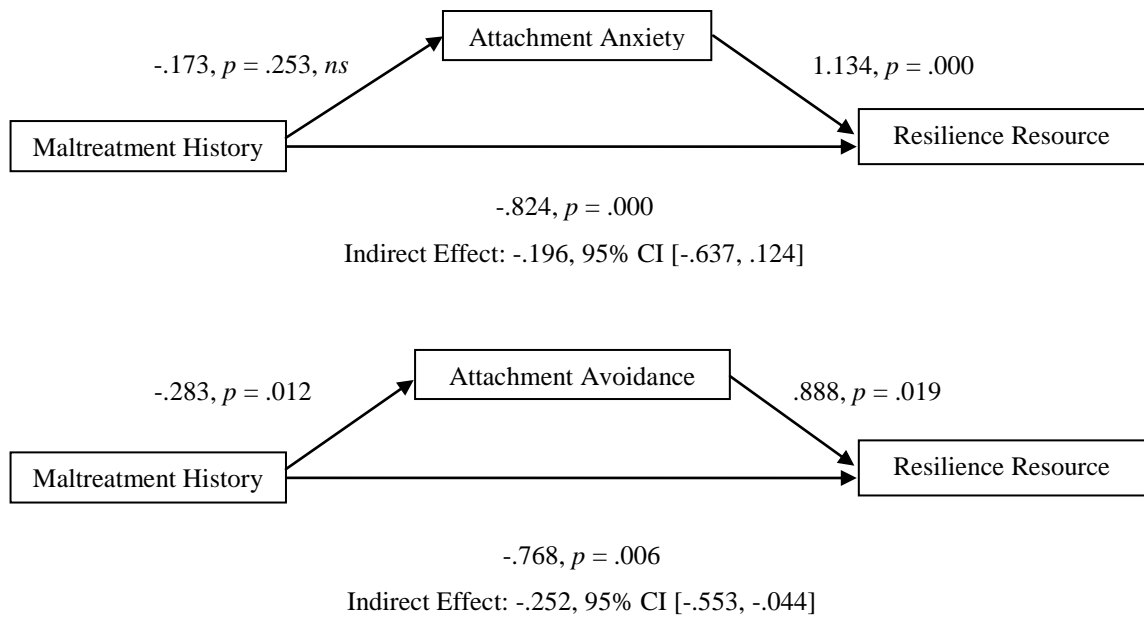 Attachment Anxiety
-.173, p = .253, ns
1.134, p = .000
Maltreatment History
Resilience Resource
-.824, p = .000
Indirect Effect: -.196, 95% CI [-.637, .124]
Attachment Avoidance
-.283, p = .012
.888, p = .019
Maltreatment History
Resilience Resource
-.768, p = .006
Indirect Effect: -.252, 95% CI [-.553, -.044]